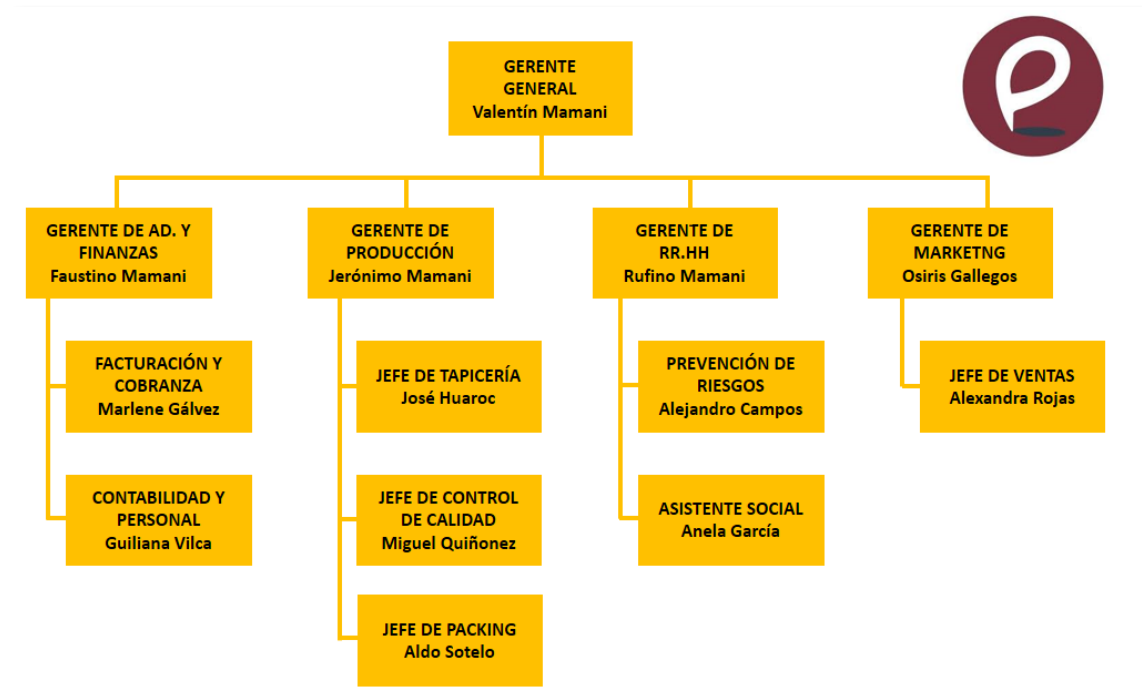 GERENTE
GENERAL
Valentín Mamani
GERENTE DE AD. Y
FINANZAS
Faustino Mamani
GERENTE DE
PRODUCCIÓN
Jerónimo Mamani
GERENTE DE
RR.HH
Rufino Mamani
GERENTE DE
MARKETNG
Osiris Gallegos
FACTURACIÓN Y
COBRANZA
Marlene Gálvez
JEFE DE TAPICERÍA
José Huaroc
PREVENCIÓN DE
RIESGOS
Alejandro Campos
JEFE DE VENTAS
Alexandra Rojas
CONTABILIDAD Y
PERSONAL
Guiliana Vilca
JEFE DE CONTROL
DE CALIDAD
Miguel Quiñonez
ASISTENTE SOCIAL
Anela García
JEFE DE PACKING
Aldo Sotelo